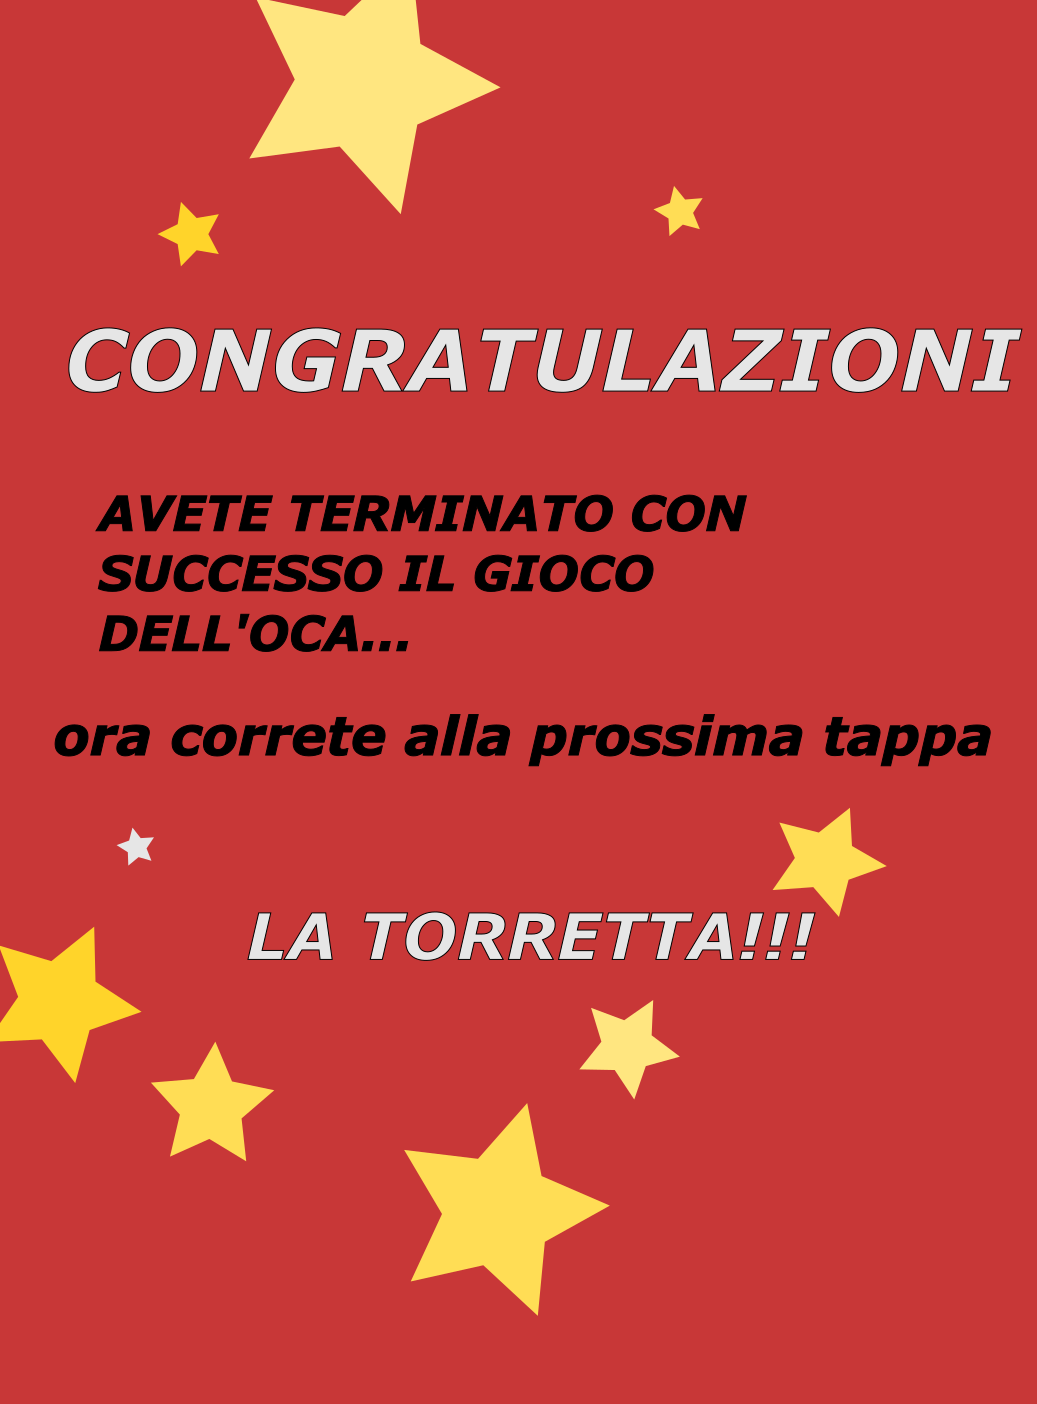 CONGRATULAZIONI
AVETE TERMINATO CON
SUCCESSO IL GIOCO
DELL'OCA...
ora correte alla prossima tappa
LA TORRETTA!!!